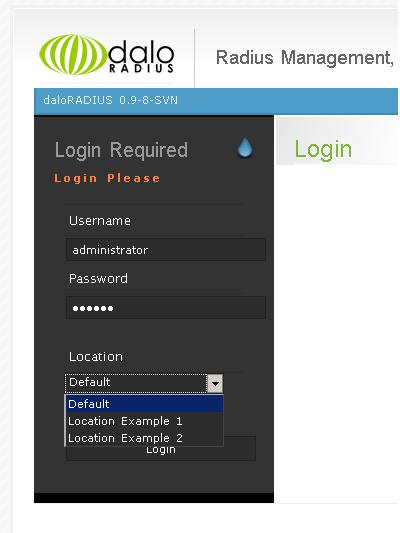 dalo
RADIUS
Radius Management,
daloRADIUS 0.9-8-SVN
Login Required
Login Please
Login
Username
administrator
Password
••••••
Location
Default
Default
Location Example 1
Location Example 2
Login